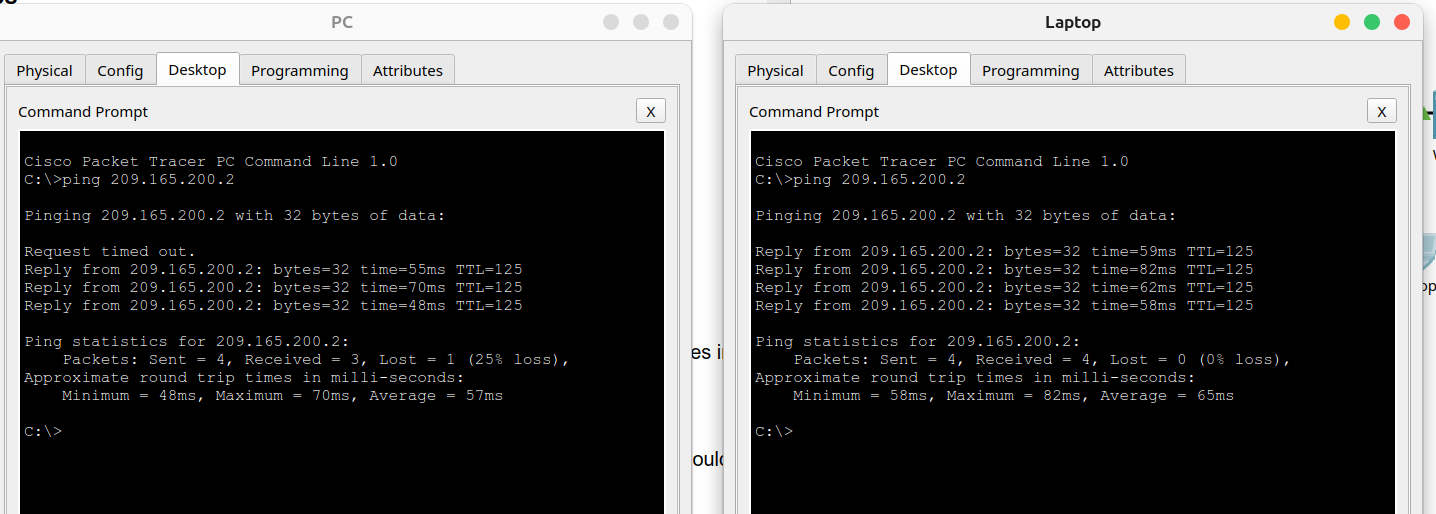 PC
Physical Config Desktop Programming Attributes
Command Prompt
X
Cisco Packet Tracer PC Command Line 1.0
C:\>ping 209.165.200.2
Pinging 209.165.200.2 with 32 bytes of data:
Request timed out.
Reply from 209.165.200.2: bytes=32 time=55ms TTL=125
Reply from 209.165.200.2: bytes=32 time=70ms TTL=125
Reply from 209.165.200.2: bytes=32 time=48ms TTL=125
Ping statistics for 209.165.200.2:
Packets: Sent = 4, Received = 3, Lost = 1 (25% loss),
Approximate round trip times in milli-seconds:
Minimum = 48ms, Maximum = 70ms, Average = 57ms
C:\>
Laptop
Physical Config Desktop Programming Attributes
Command Prompt
X
Cisco Packet Tracer PC Command Line 1.0
C:\>ping 209.165.200.2
Pinging 209.165.200.2 with 32 bytes of data:
Reply from 209.165.200.2: bytes=32 time=59ms TTL=125
Reply from 209.165.200.2: bytes=32 time=82ms TTL=125
Reply from 209.165.200.2: bytes=32 time=62ms TTL=125
Reply from 209.165.200.2: bytes=32 time=58ms TTL=125
Ping statistics for 209.165.200.2:
Packets: Sent = 4, Received = 4, Lost = 0 (0% loss),
Approximate round trip times in milli-seconds:
Minimum = 58ms, Maximum = 82ms, Average = 65ms
C:\>